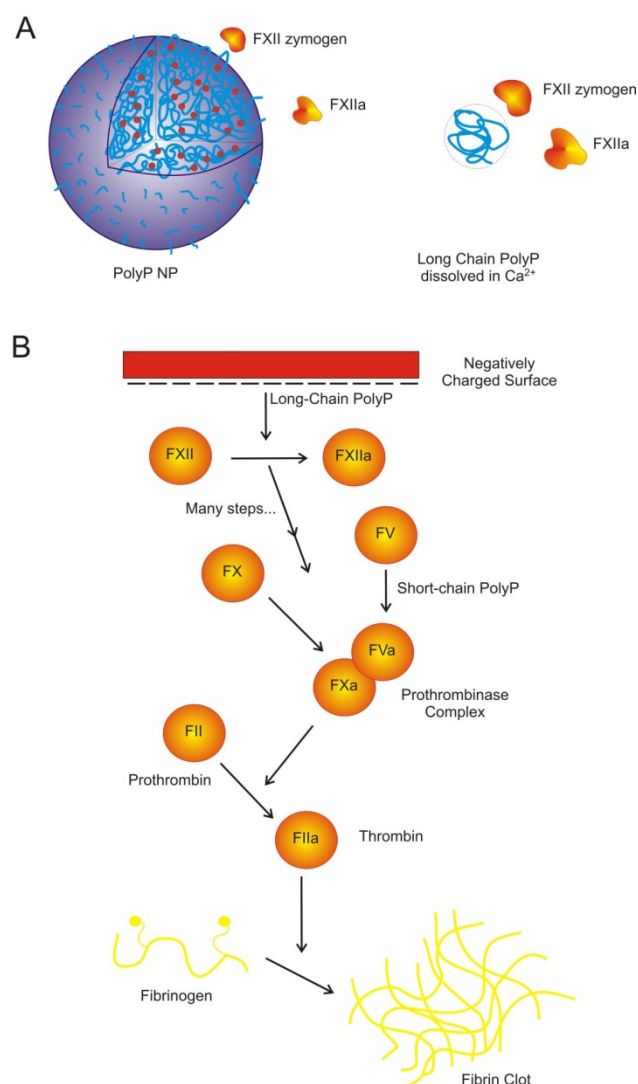 A
FXII zymogen
FXIIa
PolyP NP
FXII zymogen
FXIIa
Long Chain PolyP
dissolved in Ca²⁺
B
Negatively
Charged Surface
Long-Chain PolyP
FXII
FXIIa
Many steps...
FV
FX
Short-chain PolyP
FVa
FXa
Prothrombinase
Complex
FII
Prothrombin
FIIa
Thrombin
Fibrinogen
Fibrin Clot